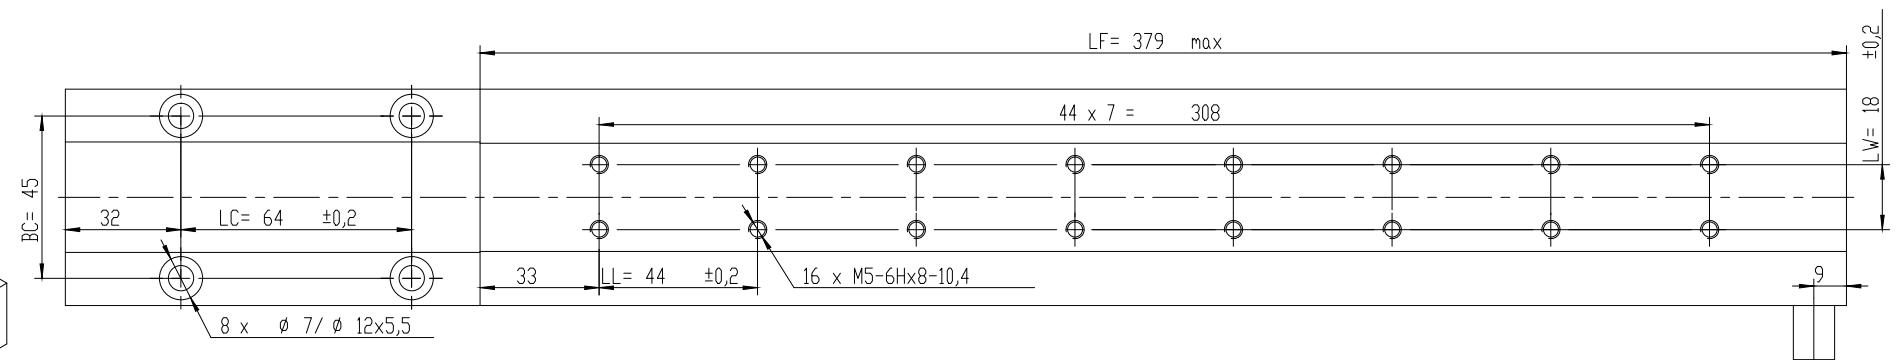 LF= 379 max
±0,2
LW= 18
44 x 7 = 308
BC= 45
32
LC= 64 ±0,2
33
LL= 44 ±0,2
16 x M5-6Hx8-10,4
9
8 x ø 7/ ø 12x5,5